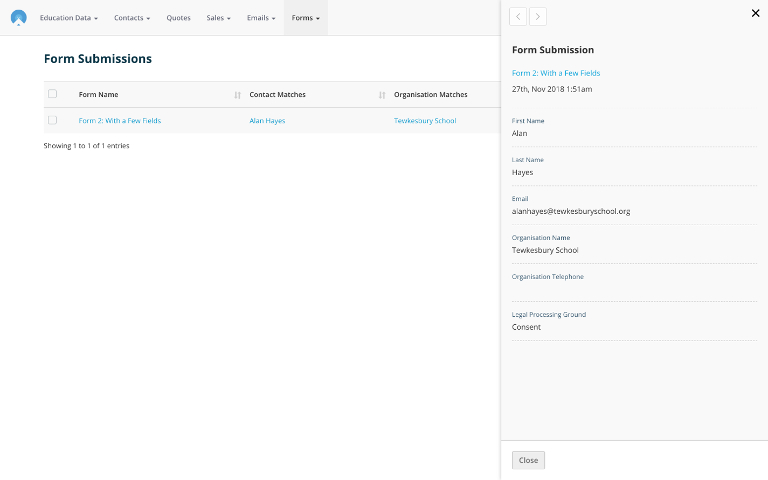 Education Data
Contacts
Quotes
Sales
Emails
Forms
Form Submissions
Form Name
Contact Matches
Organisation Matches
Form 2: With a Few Fields
Alan Hayes
Tewkesbury School
Showing 1 to 1 of 1 entries
Form Submission
Form 2: With a Few Fields
27th, Nov 2018 1:51am
First Name
Alan
Last Name
Hayes
Email
alanhayes@tewkesburyschool.org
Organisation Name
Tewkesbury School
Organisation Telephone
Legal Processing Ground
Consent
Close